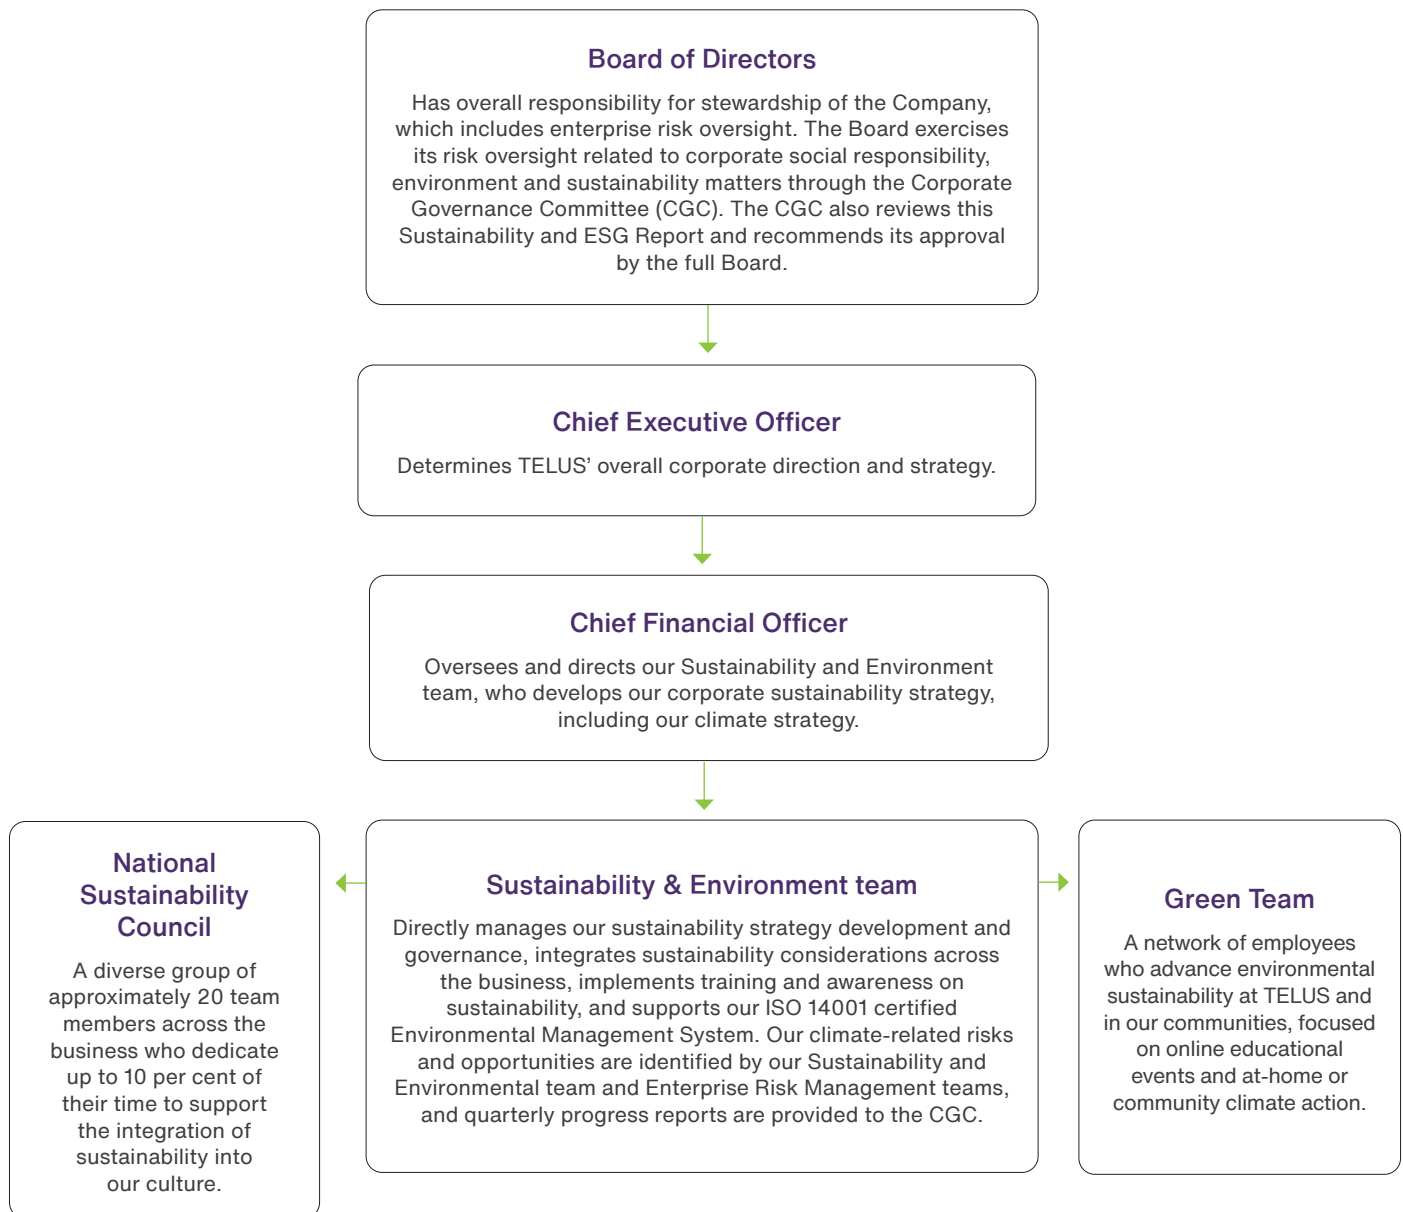 Board of Directors
Has overall responsibility for stewardship of the Company,
which includes enterprise risk oversight. The Board exercises
its risk oversight related to corporate social responsibility,
environment and sustainability matters through the Corporate
Governance Committee (CGC). The CGC also reviews this
Sustainability and ESG Report and recommends its approval
by the full Board.
Chief Executive Officer
Determines TELUS’ overall corporate direction and strategy.
Chief Financial Officer
Oversees and directs our Sustainability and Environment
team, who develops our corporate sustainability strategy,
including our climate strategy.
National
Sustainability
Council
A diverse group of
approximately 20 team
members across the
business who dedicate
up to 10 per cent of
their time to support
the integration of
sustainability into
our culture.
Sustainability & Environment team
Directly manages our sustainability strategy development and
governance, integrates sustainability considerations across
the business, implements training and awareness on
sustainability, and supports our ISO 14001 certified
Environmental Management System. Our climate-related risks
and opportunities are identified by our Sustainability and
Environmental team and Enterprise Risk Management teams,
and quarterly progress reports are provided to the CGC.
Green Team
A network of employees
who advance environmental
sustainability at TELUS and
in our communities, focused
on online educational
events and at-home or
community climate action.